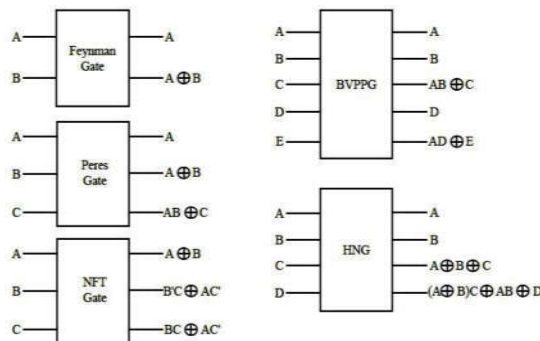 A
Feynman
Gate
A
B
A ⊕ B
A
Peres
Gate
A
B
A ⊕ B
C
AB ⊕ C
A
NFT
Gate
A ⊕ B
B
B'C ⊕ AC'
C
BC ⊕ AC'
A
BVPPG
A
B
B
C
AB ⊕ C
D
D
E
AD ⊕ E
A
HNG
A
B
B
C
A ⊕ B ⊕ C
D
(A ⊕ B)C ⊕ AB ⊕ D